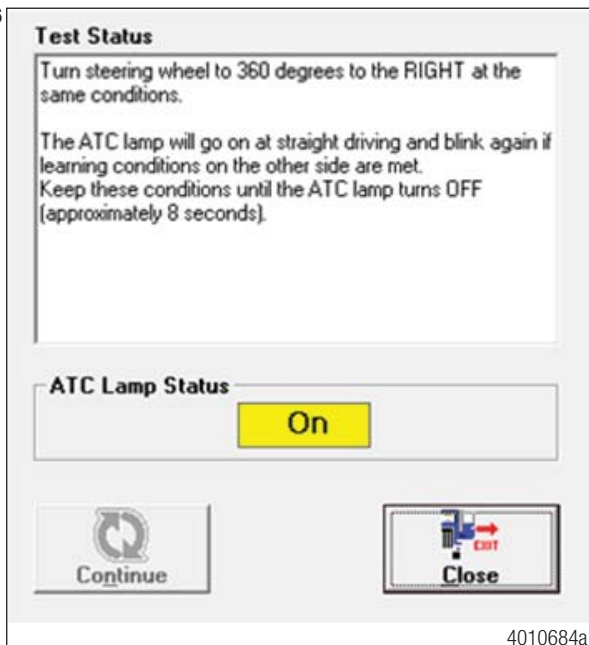 6
Test Status
Turn steering wheel to 360 degrees to the RIGHT at the
same conditions.
The ATC lamp will go on at straight driving and blink again if
learning conditions on the other side are met.
Keep these conditions until the ATC lamp turns OFF
(approximately 8 seconds).
ATC Lamp Status
On
EXIT
Continue
Close
4010684a